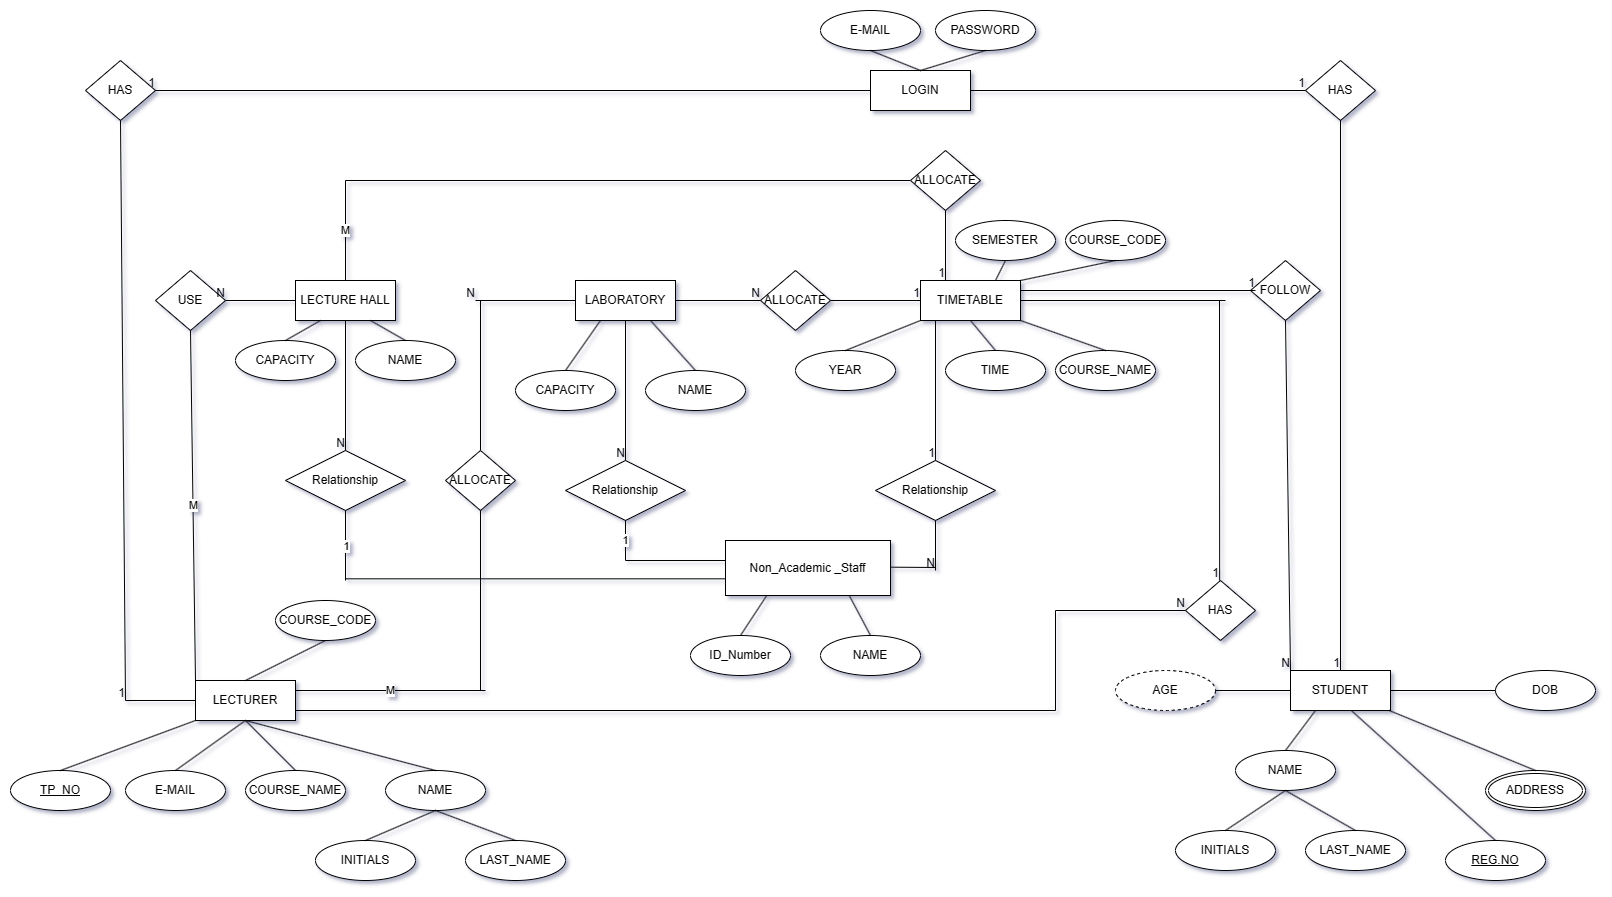 E-MAIL
PASSWORD
HAS
1
LOGIN
1
HAS
ALLOCATE
M
SEMESTER
COURSE_CODE
1
USE
N
LECTURE HALL
N
LABORATORY
N
ALLOCATE
1
TIMETABLE
1
FOLLOW
CAPACITY
NAME
CAPACITY
NAME
YEAR
TIME
COURSE_NAME
N
N
1
Relationship
ALLOCATE
Relationship
Relationship
M
1
1
Non_Academic _Staff
N
1
N
HAS
COURSE_CODE
ID_Number
NAME
N
1
1
LECTURER
M
AGE
STUDENT
DOB
TP_NO
E-MAIL
COURSE_NAME
NAME
NAME
ADDRESS
INITIALS
LAST_NAME
INITIALS
LAST_NAME
REG.NO